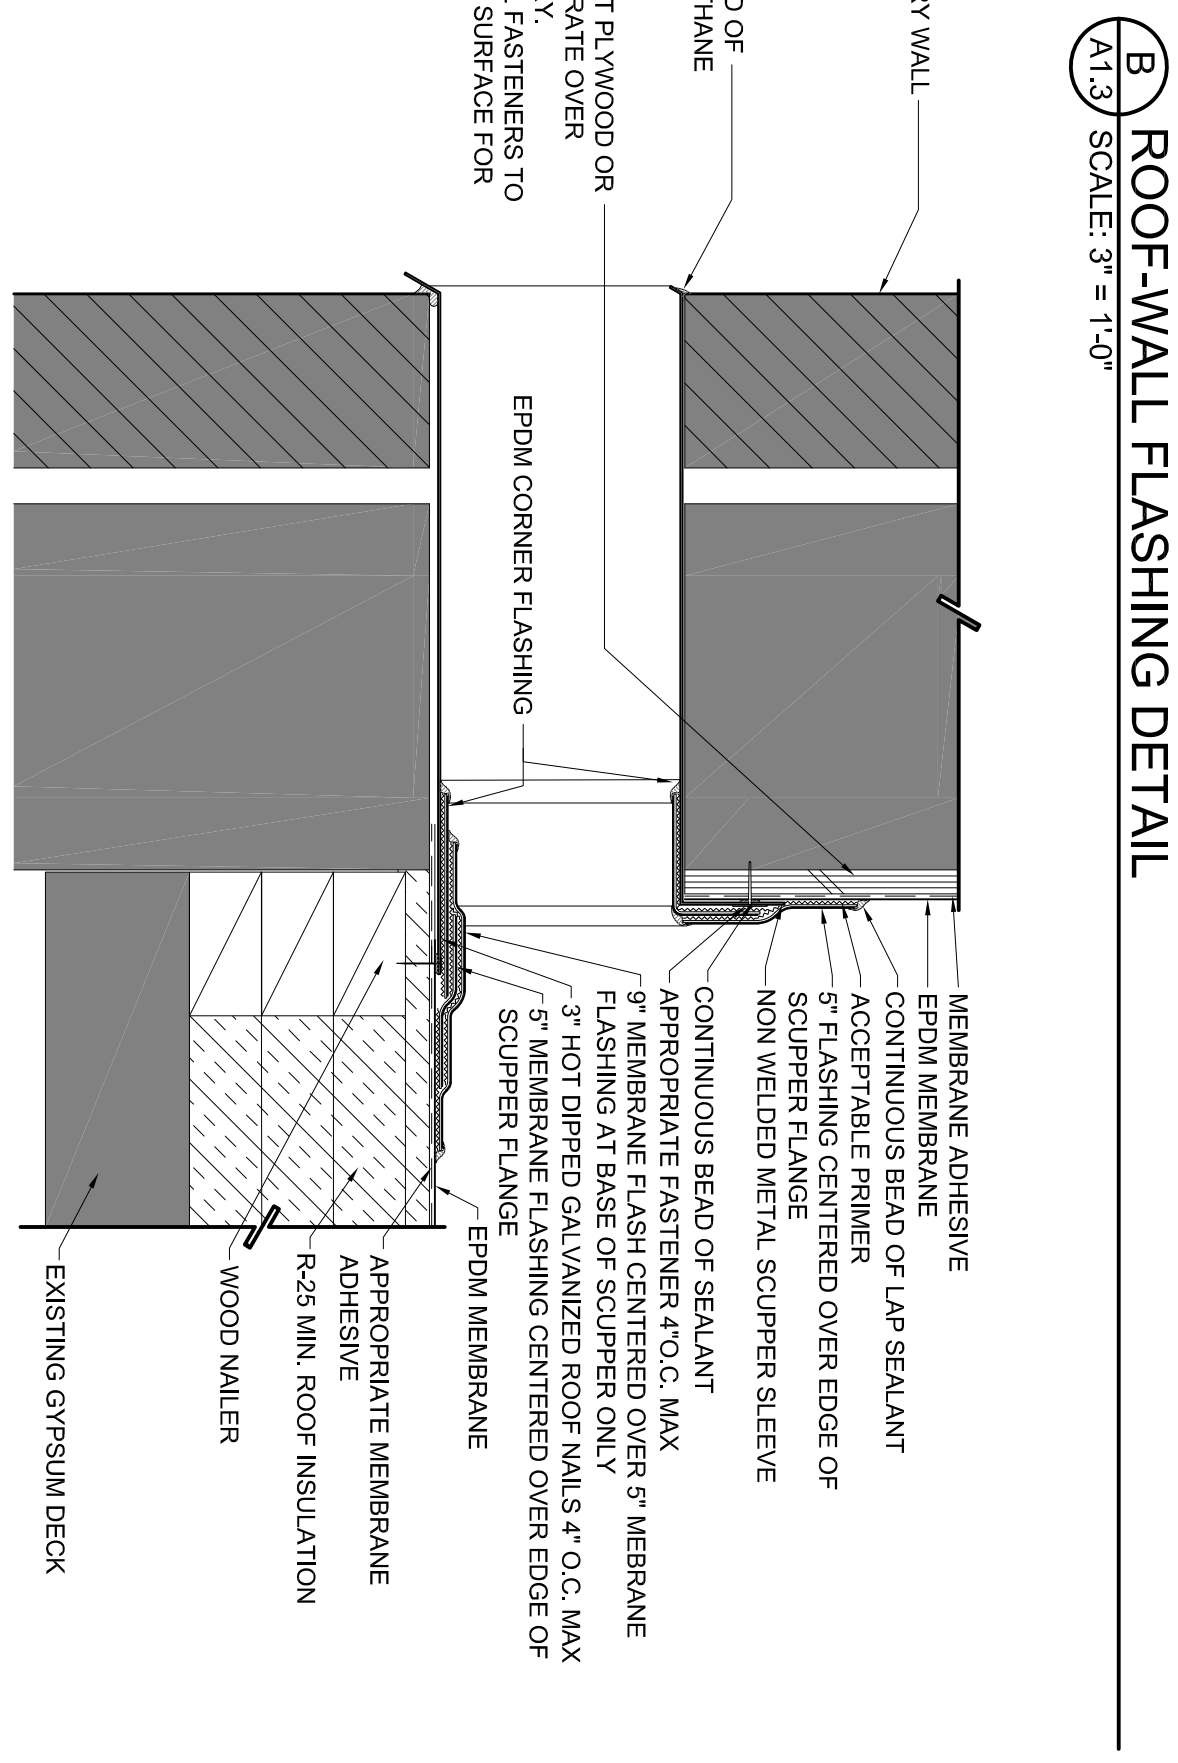 B
A1.3
ROOF-WALL FLASHING DETAIL
SCALE: 3" = 1'-0"
RY WALL
D OF
THANE
T PLYWOOD OR
RATE OVER
Y.
L FASTENERS TO
SURFACE FOR
EPDM CORNER FLASHING
MEMBRANE ADHESIVE
EPDM MEMBRANE
CONTINUOUS BEAD OF LAP SEALANT
ACCEPTABLE PRIMER
5" FLASHING CENTERED OVER EDGE OF
SCUPPER FLANGE
NON WELDED METAL SCUPPER SLEEVE
CONTINUOUS BEAD OF SEALANT
APPROPRIATE FASTENER 4"O.C. MAX
9" MEMBRANE FLASH CENTERED OVER 5" MEBRANE
FLASHING AT BASE OF SCUPPER ONLY
3" HOT DIPPED GALVANIZED ROOF NAILS 4" O.C. MAX
5" MEMBRANE FLASHING CENTERED OVER EDGE OF
SCUPPER FLANGE
EPDM MEMBRANE
APPROPRIATE MEMBRANE
ADHESIVE
R-25 MIN. ROOF INSULATION
WOOD NAILER
EXISTING GYPSUM DECK